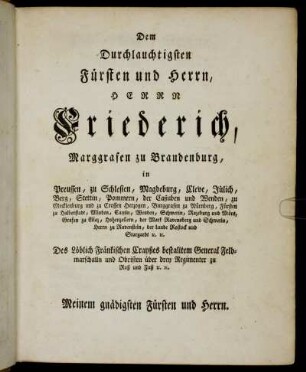 Dem
Durchlauchtigsten
Fürsten und Herrn,
HERRN
Friederich,
Marggrafen zu Brandenburg,
in
Preussen, zu Schlesien, Magdeburg, Cleve, Jülich,
Berg, Stettin, Pommern, der Cassuben und Wenden, zu
Mecklenburg und zu Crossen Herzogen, Burggrafen zu Nürnberg, Fürsten
zu Halberstadt, Minden, Camin, Wenden, Schwerin, Ratzeburg und Mörs,
Grafen zu Glaz, Hohenzollern, der Mark Ravensberg und Schwerin,
Herrn zu Ravenstein, der Lande Rostock und
Stargardt u. u.
Des Löblich Fränkischen Crayses bestalltem General Feld-
marschalln und Obristen über drey Regimenter zu
Roß und Fuß u. u.
Meinem gnädigsten Fürsten und Herrn.